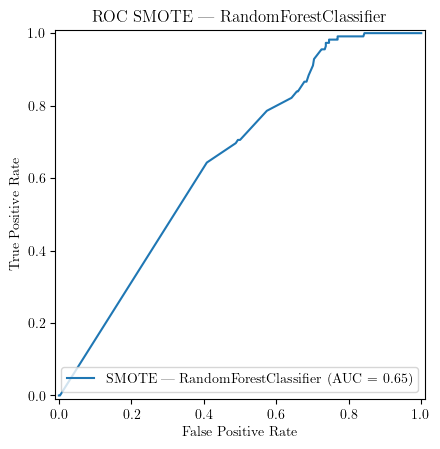 ROC SMOTE — RandomForestClassifier
1.0
0.8
0.6
0.4
0.2
0.0
True Positive Rate
SMOTE — RandomForestClassifier (AUC = 0.65)
0.0 0.2 0.4 0.6 0.8 1.0
False Positive Rate